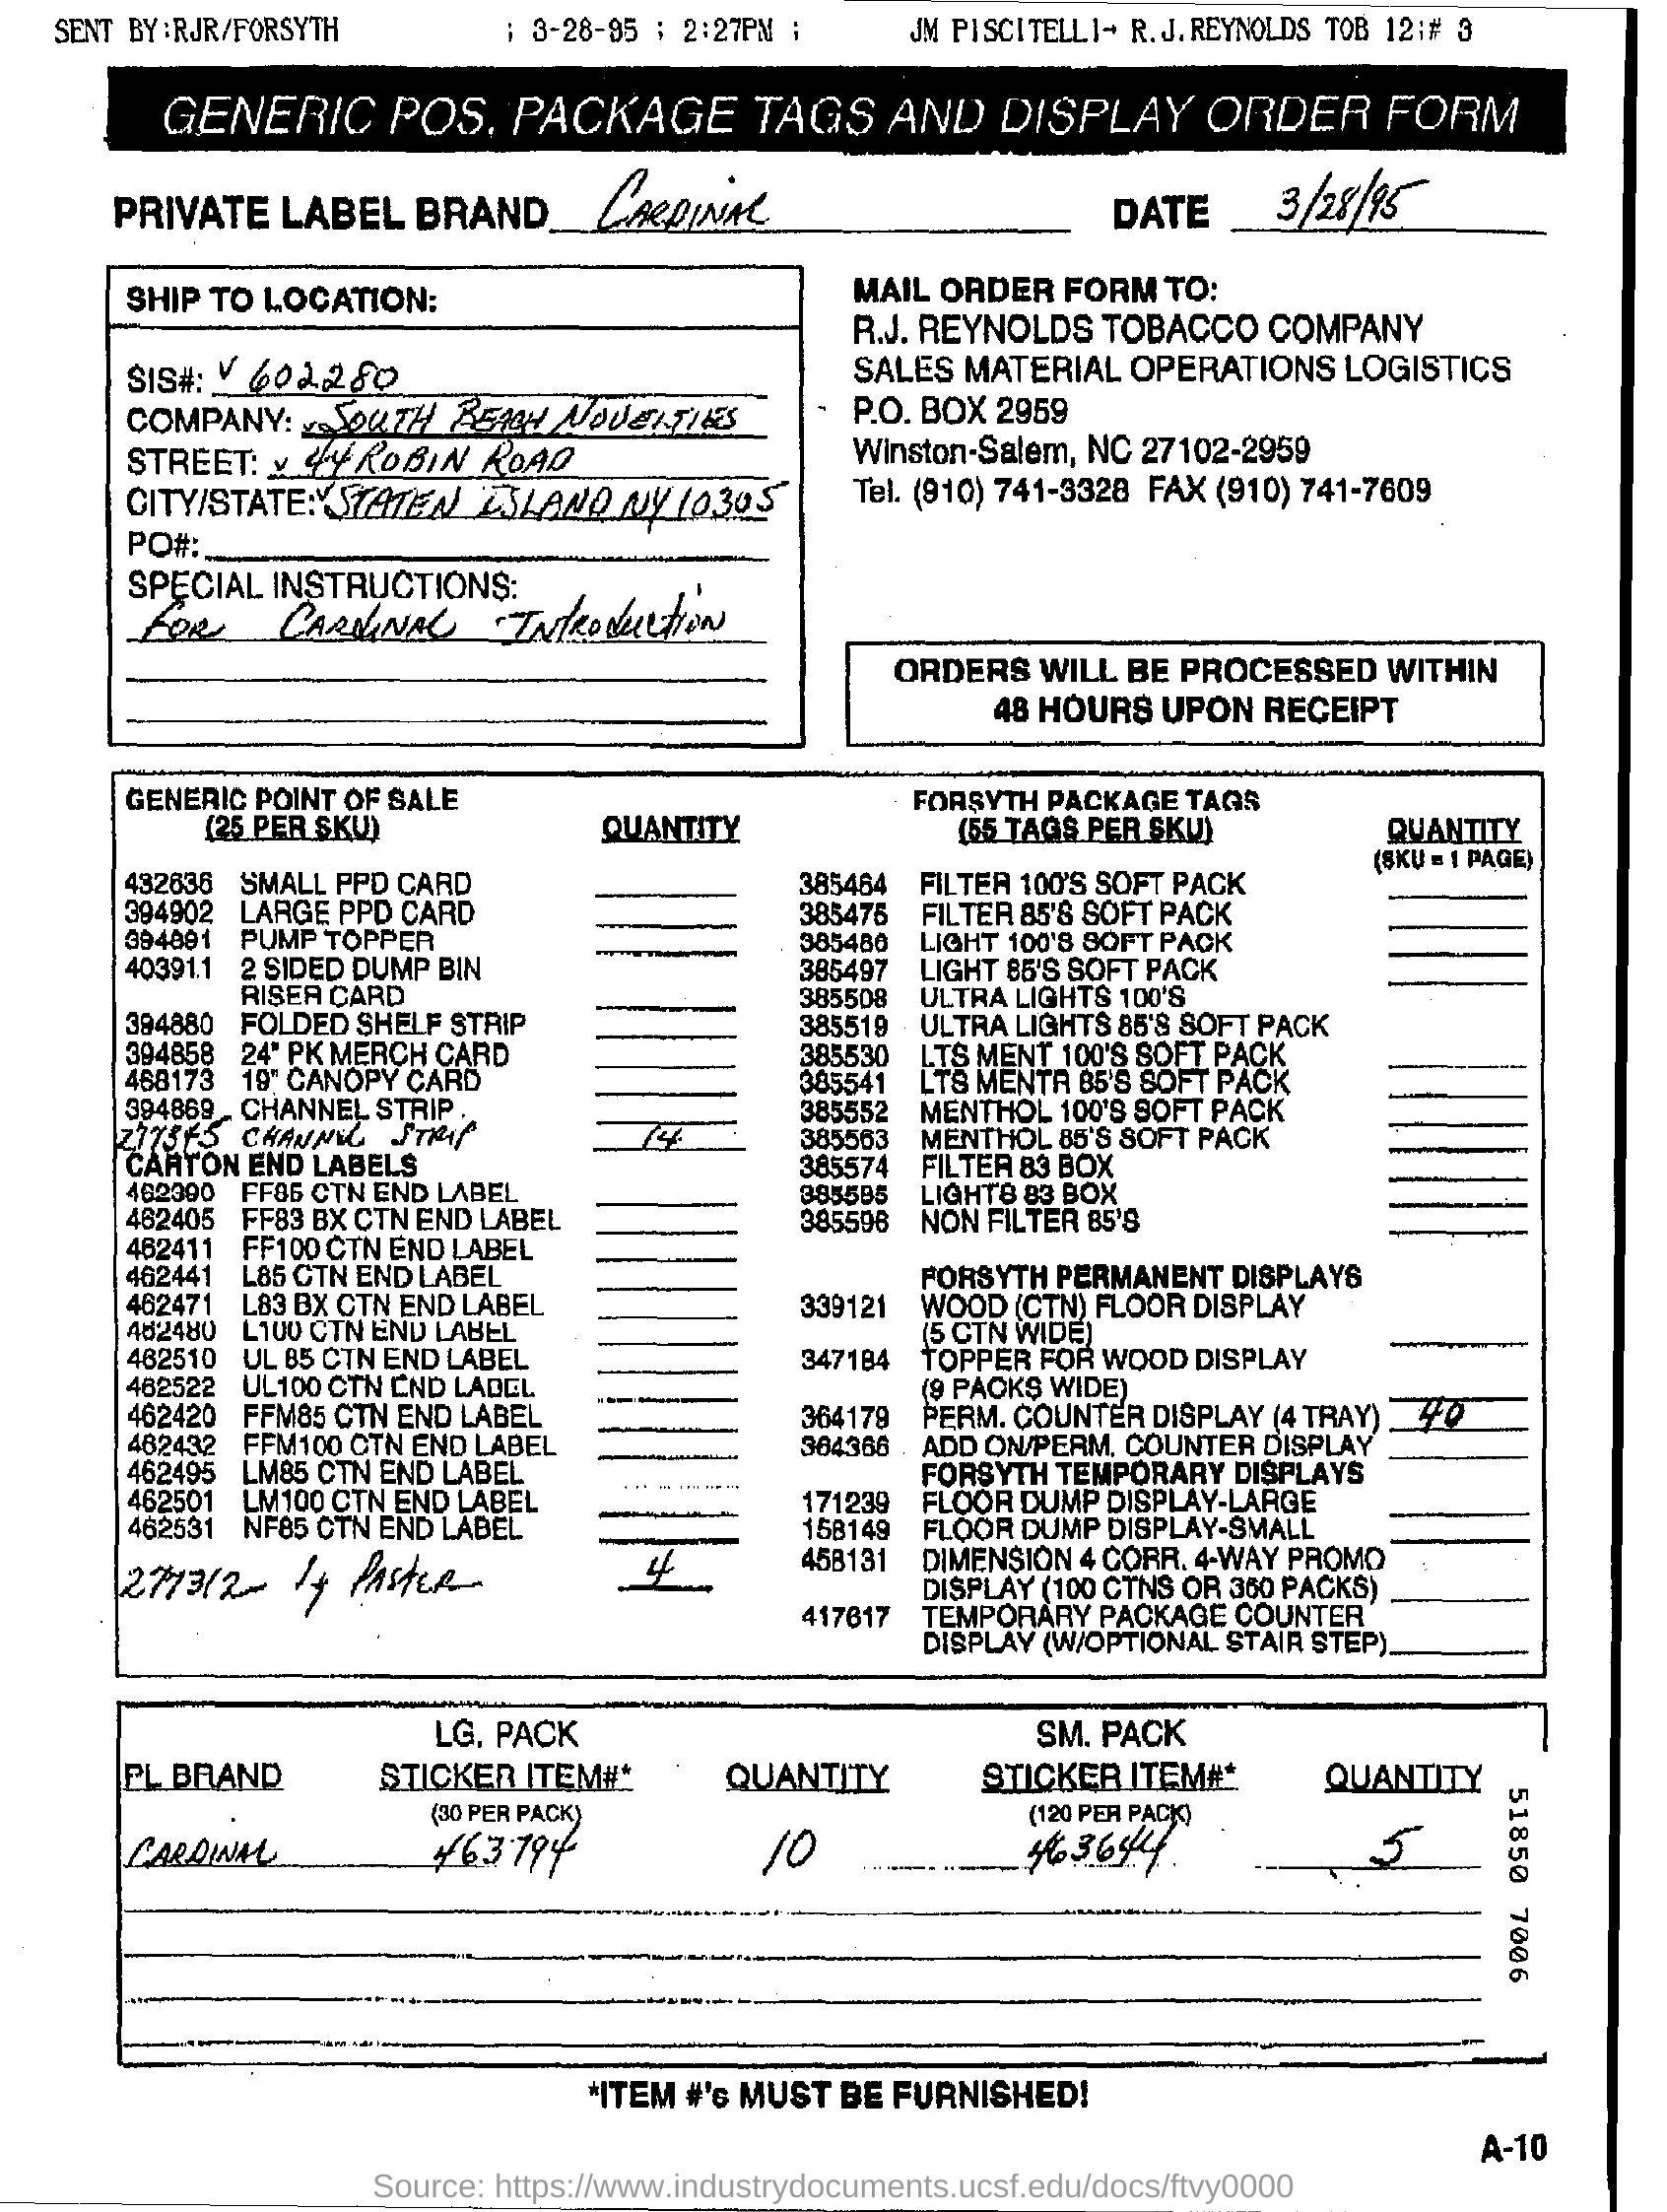 SENT BY:RJR/FORSYTH ; 3-28-95 ; 2:27PM ; JM PISCITELLI→ R.J.REYNOLDS TOB 12;# 3
GENERIC POS, PACKAGE TAGS AND DISPLAY ORDER FORM
PRIVATE LABEL BRAND CARDINAL DATE 3/28/95
SHIP TO LOCATION:
SIS#: 602280
COMPANY: SOUTH BEACH NOVELTIES
STREET: 44 ROBIN ROAD
CITY/STATE: STATEN ISLAND NY 10305
PO#:
SPECIAL INSTRUCTIONS:
FOR CARDINAL INTRODUCTION
MAIL ORDER FORM TO:
R.J. REYNOLDS TOBACCO COMPANY
SALES MATERIAL OPERATIONS LOGISTICS
P.O. BOX 2959
Winston-Salem, NC 27102-2959
Tel. (910) 741-3328 FAX (910) 741-7609
ORDERS WILL BE PROCESSED WITHIN
48 HOURS UPON RECEIPT
GENERIC POINT OF SALE
(25 PER SKU) QUANTITY
432636 SMALL PPD CARD
394902 LARGE PPD CARD
394891 PUMP TOPPER
403911 2 SIDED DUMP BIN
RISER CARD
394880 FOLDED SHELF STRIP
394858 24" PK MERCH CARD
468173 19" CANOPY CARD
394869 CHANNEL STRIP
277345 CHANNEL STRIP 14
CARTON END LABELS
462390 FF85 CTN END LABEL
462405 FF83 BX CTN END LABEL
462411 FF100 CTN END LABEL
462441 L85 CTN END LABEL
462471 L83 BX CTN END LABEL
462480 L100 CTN END LABEL
462510 UL 85 CTN END LABEL
462522 UL100 CTN END LABEL
462420 FFM85 CTN END LABEL
462432 FFM100 CTN END LABEL
462495 LM85 CTN END LABEL
462501 LM100 CTN END LABEL
462531 NF85 CTN END LABEL
277312 lg PASTER 4
FORSYTH PACKAGE TAGS
(55 TAGS PER SKU) QUANTITY
(SKU = 1 PAGE)
385464 FILTER 100'S SOFT PACK
385475 FILTER 85'S SOFT PACK
385486 LIGHT 100'S SOFT PACK
385497 LIGHT 85'S SOFT PACK
385508 ULTRA LIGHTS 100'S
385519 ULTRA LIGHTS 85'S SOFT PACK
385530 LTS MENT 100'S SOFT PACK
385541 LTS MENTR 85'S SOFT PACK
385552 MENTHOL 100'S SOFT PACK
385563 MENTHOL 85'S SOFT PACK
385574 FILTER 83 BOX
385585 LIGHTS 83 BOX
385596 NON FILTER 85'S
FORSYTH PERMANENT DISPLAYS
339121 WOOD (CTN) FLOOR DISPLAY
(5 CTN WIDE)
347184 TOPPER FOR WOOD DISPLAY
(9 PACKS WIDE)
364179 PERM. COUNTER DISPLAY (4 TRAY) 40
364366 ADD ON/PERM. COUNTER DISPLAY
FORSYTH TEMPORARY DISPLAYS
171239 FLOOR DUMP DISPLAY-LARGE
158149 FLOOR DUMP DISPLAY-SMALL
458131 DIMENSION 4 CORR. 4-WAY PROMO
DISPLAY (100 CTNS OR 360 PACKS)
417617 TEMPORARY PACKAGE COUNTER
DISPLAY (W/OPTIONAL STAIR STEP)
LG. PACK SM. PACK
PL BRAND STICKER ITEM#* QUANTITY STICKER ITEM#* QUANTITY
(30 PER PACK) (120 PER PACK)
CARDINAL 463794 10 463644 5
51850 7006
*ITEM #'s MUST BE FURNISHED!
A-10
Source: https://www.industrydocuments.ucsf.edu/docs/ftvy0000